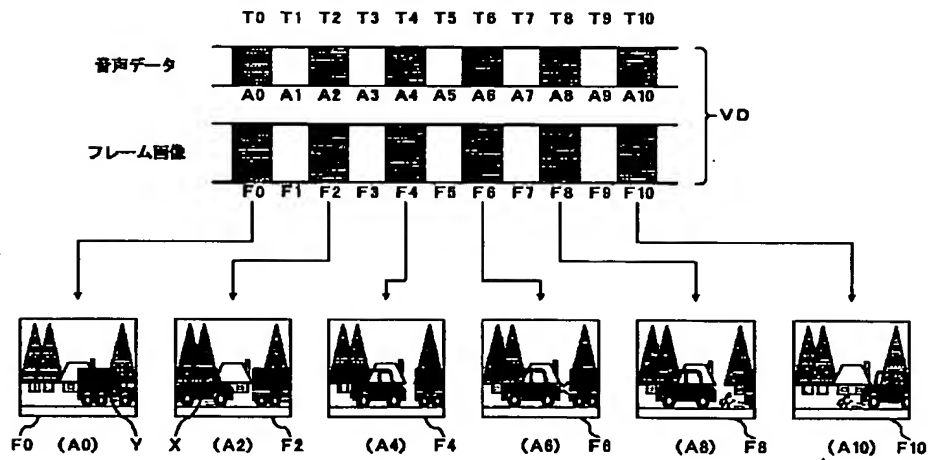 T0 T1 T2 T3 T4 T5 T6 T7 T8 T9 T10
音声データ
A0 A1 A2 A3 A4 A5 A6 A7 A8 A9 A10
VD
フレーム画像
F0 F1 F2 F3 F4 F5 F6 F7 F8 F9 F10
F0 (A0) Y X (A2) F2 (A4) F4 (A6) F6 (A8) F8 (A10) F10